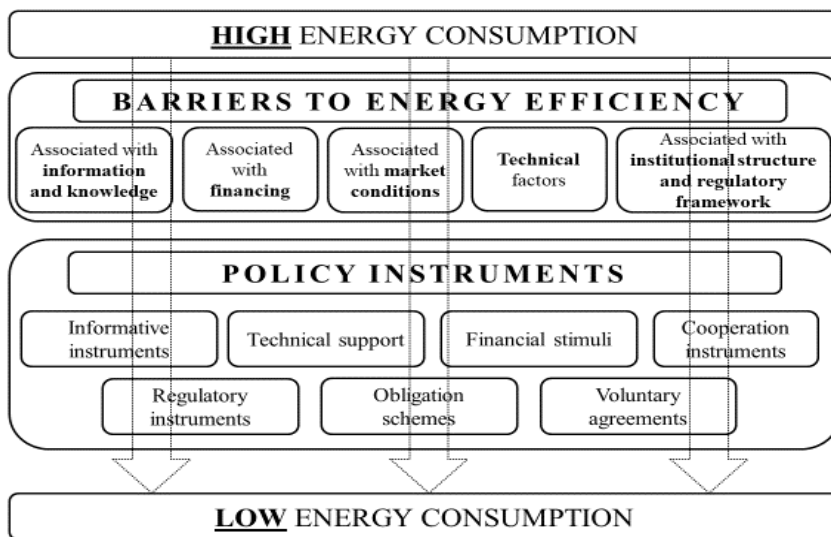 HIGH ENERGY CONSUMPTION
BARRIERS TO ENERGY EFFICIENCY
Associated with
information
and knowledge
Associated
with
financing
Associated
with market
conditions
Technical
factors
Associated with
institutional structure
and regulatory
framework
POLICY INSTRUMENTS
Informative
instruments
Technical support
Financial stimuli
Cooperation
instruments
Regulatory
instruments
Obligation
schemes
Voluntary
agreements
LOW ENERGY CONSUMPTION